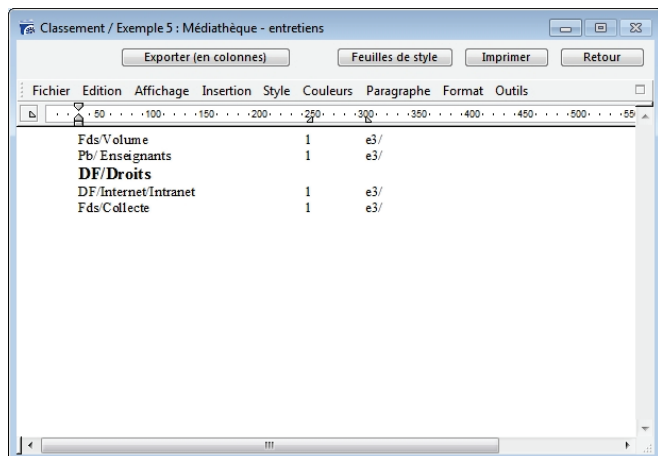 Classement / Exemple 5 : Médiathèque - entretiens
Exporter (en colonnes) Feuilles de style Imprimer Retour
Fichier Edition Affichage Insertion Style Couleurs Paragraphe Format Outils
50 100 150 200 250 300 350 400 450 500 55
Fds/Volume 1 e3/
Pb/ Enseignants 1 e3/
DF/Droits
DF/Internet/Intranet 1 e3/
Fds/Collecte 1 e3/